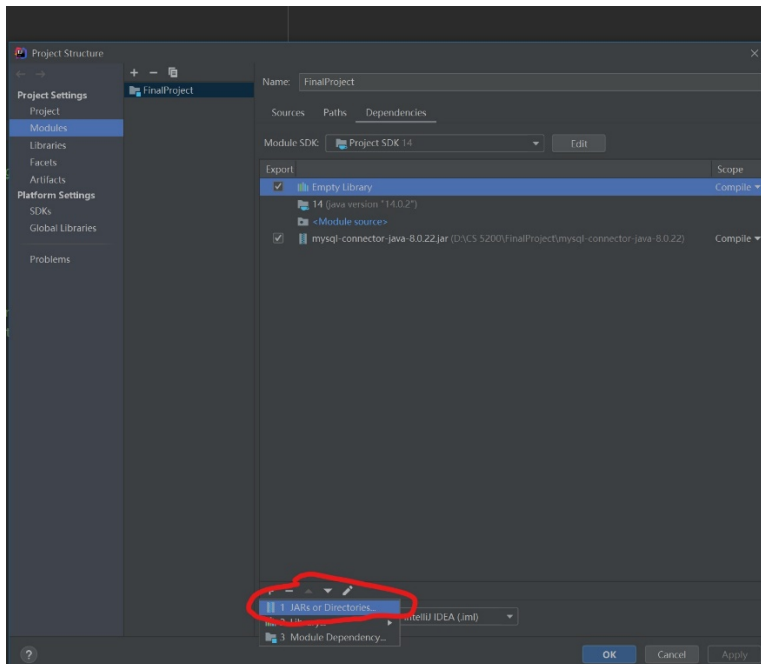 Project Structure
Project Settings
Project
Modules
Libraries
Facets
Artifacts
Platform Settings
SDKs
Global Libraries
Problems
FinalProject
Name: FinalProject
Sources Paths Dependencies
Module SDK: Project SDK 14 Edit
Export Scope
Empty Library Compile
14 (java version "14.0.2")
<Module source>
mysql-connector-java-8.0.22.jar (D:\CS 5200\FinalProject\mysql-connector-java-8.0.22) Compile
1 JARs or Directories...
2 Library... IntelliJ IDEA (.iml)
3 Module Dependency...
? OK Cancel Apply